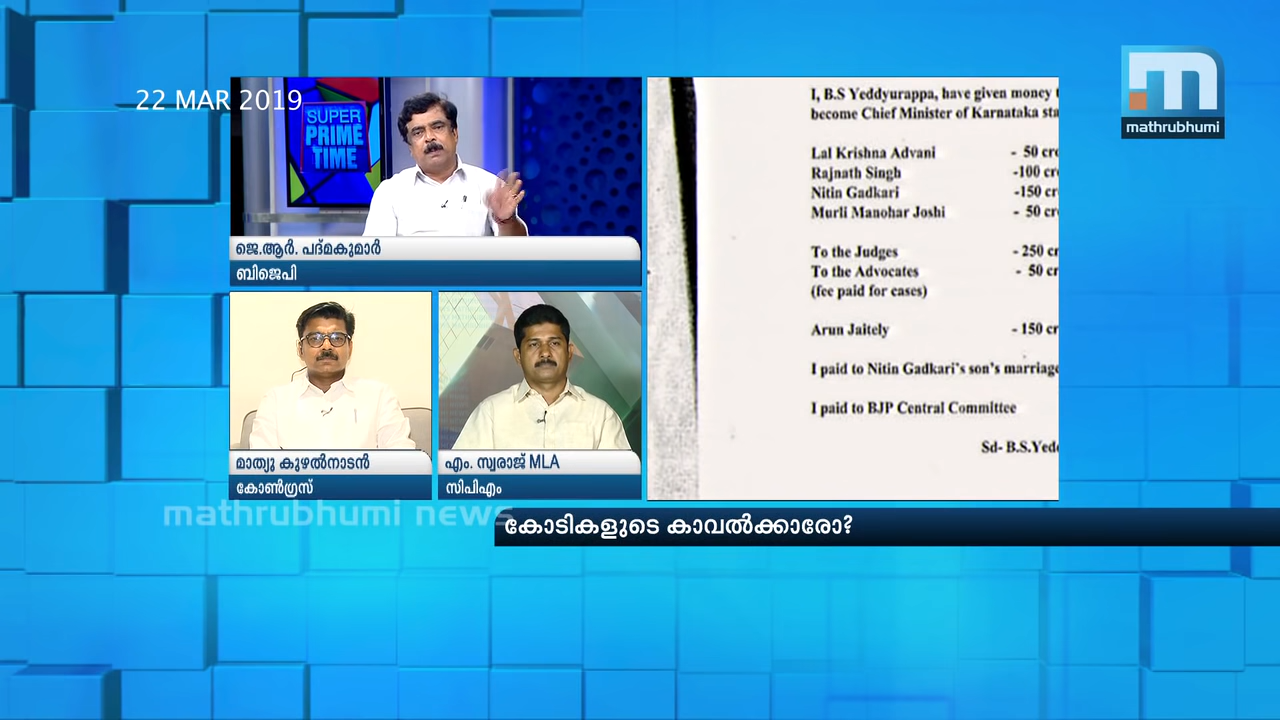 22 MAR 2019
SUPER
PRIME
TIME
ജെ.ആർ. പദ്മകുമാർ
ബിജെപി
മാത്യു കുഴൽനാടൻ
കോൺഗ്രസ്
എം. സ്വരാജ് MLA
സിപിഎം
I, B.S Yeddyurappa, have given money t
become Chief Minister of Karnataka sta
Lal Krishna Advani - 50 cr
Rajnath Singh -100 cr
Nitin Gadkari -150 cr
Murli Manohar Joshi - 50 cr
To the Judges - 250 cr
To the Advocates - 50 cr
(fee paid for cases)
Arun Jaitely - 150 cr
I paid to Nitin Gadkari's son's marriage
I paid to BJP Central Committee
Sd- B.S.Yed
mathrubhumi
mathrubhumi news
കോടികളുടെ കാവൽക്കാരോ?